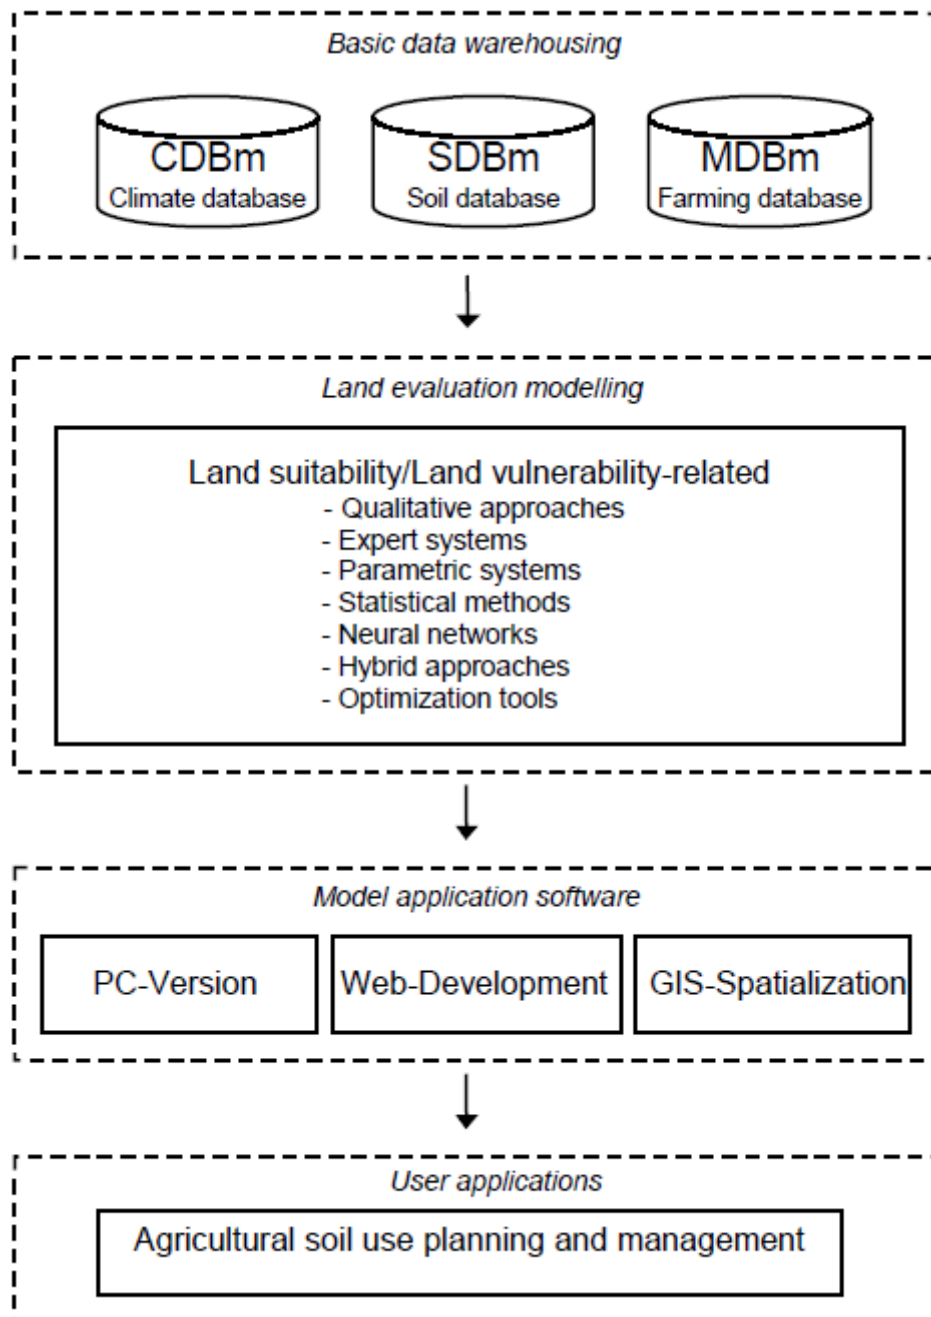 Basic data warehousing
CDBm
Climate database
SDBm
Soil database
MDBm
Farming database
Land evaluation modelling
Land suitability/Land vulnerability-related
- Qualitative approaches
- Expert systems
- Parametric systems
- Statistical methods
- Neural networks
- Hybrid approaches
- Optimization tools
Model application software
PC-Version
Web-Development
GIS-Spatialization
User applications
Agricultural soil use planning and management